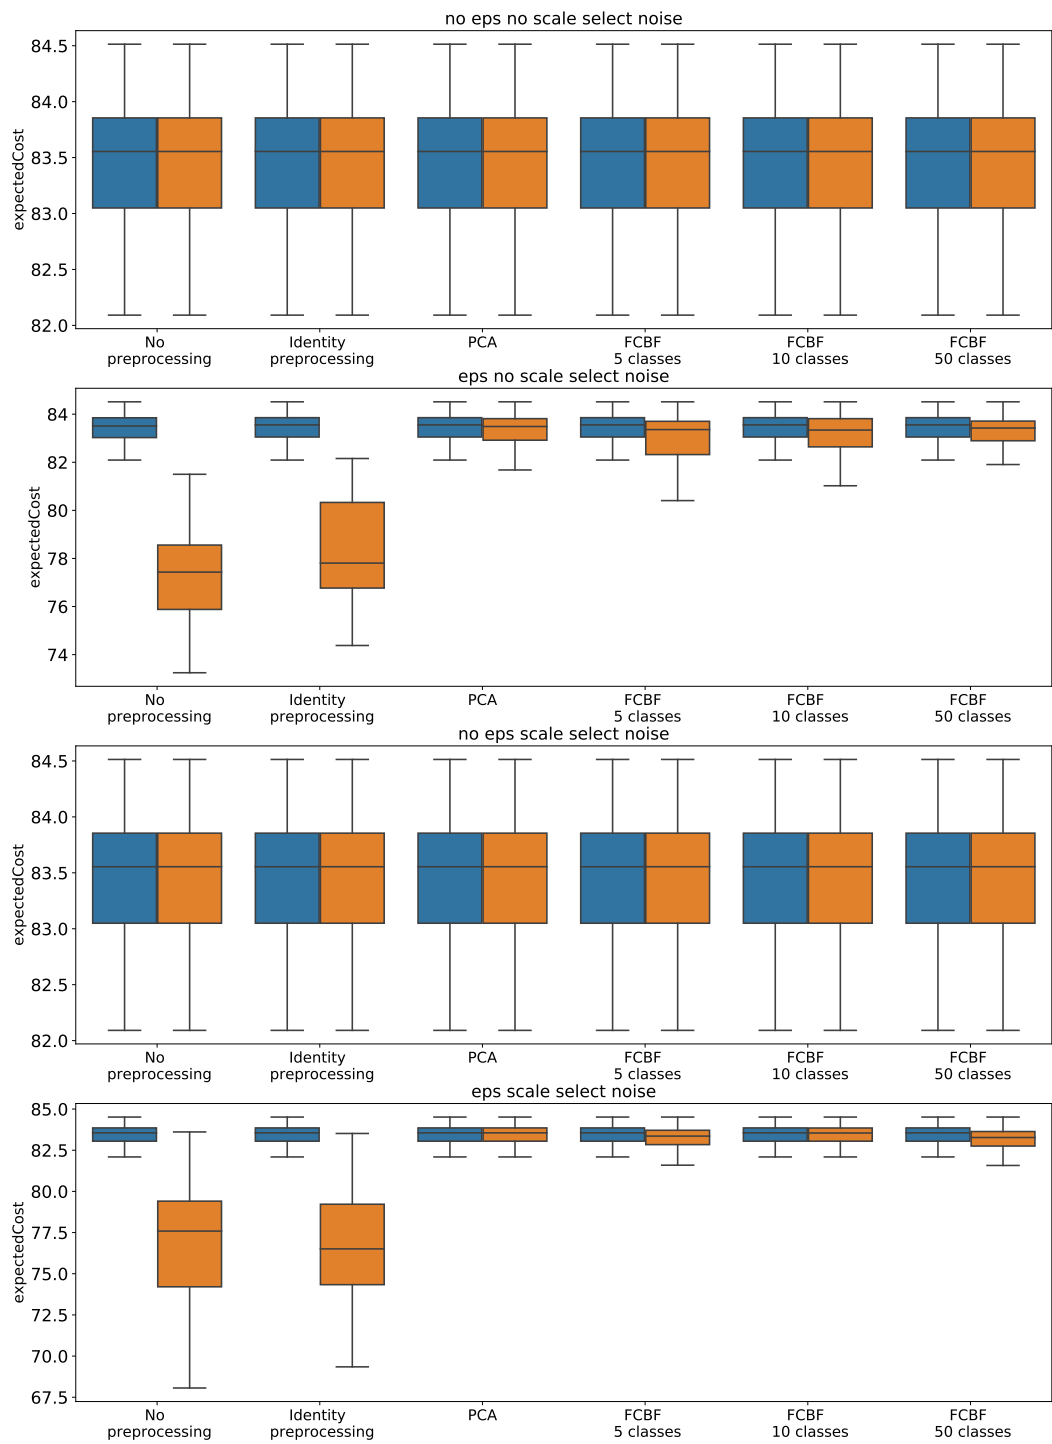 no eps no scale select noise
84.5
84.0
83.5
83.0
82.5
82.0
expectedCost
No
preprocessing
Identity
preprocessing
PCA
FCBF
5 classes
FCBF
10 classes
FCBF
50 classes
eps no scale select noise
84
82
80
78
76
74
expectedCost
No
preprocessing
Identity
preprocessing
PCA
FCBF
5 classes
FCBF
10 classes
FCBF
50 classes
no eps scale select noise
84.5
84.0
83.5
83.0
82.5
82.0
expectedCost
No
preprocessing
Identity
preprocessing
PCA
FCBF
5 classes
FCBF
10 classes
FCBF
50 classes
eps scale select noise
85.0
82.5
80.0
77.5
75.0
72.5
70.0
67.5
expectedCost
No
preprocessing
Identity
preprocessing
PCA
FCBF
5 classes
FCBF
10 classes
FCBF
50 classes